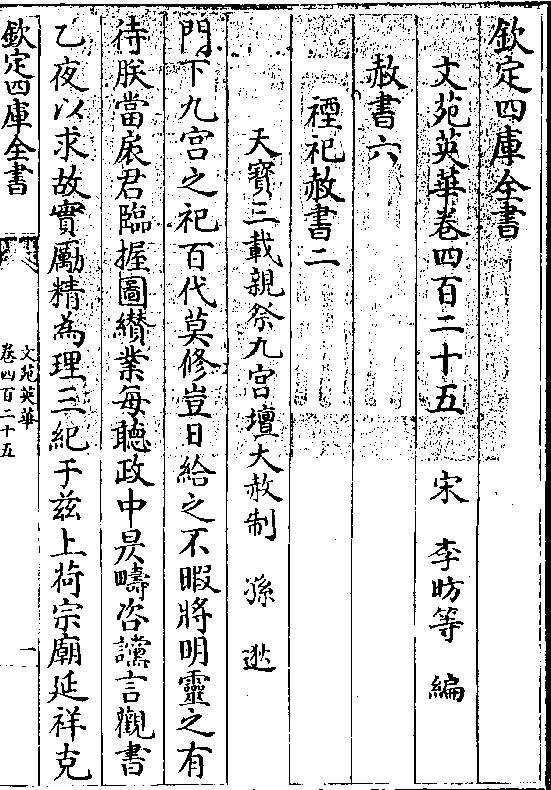 欽定四庫全書
文苑英華卷四百二十五　宋　李昉等　編
赦書六
禋祀赦書二
天寶三載親祭九宮壇大赦制　孫逖
門下九宫之祀百代莫修豈日給之不暇將明靈之有
待朕當扆君臨握圖纉業每聽政中昃疇咨讜言觀書
乙夜以求故實勵精為理三紀于兹上荷宗廟延祥克
欽定四庫全書
文苑英華
卷四百二十五
一